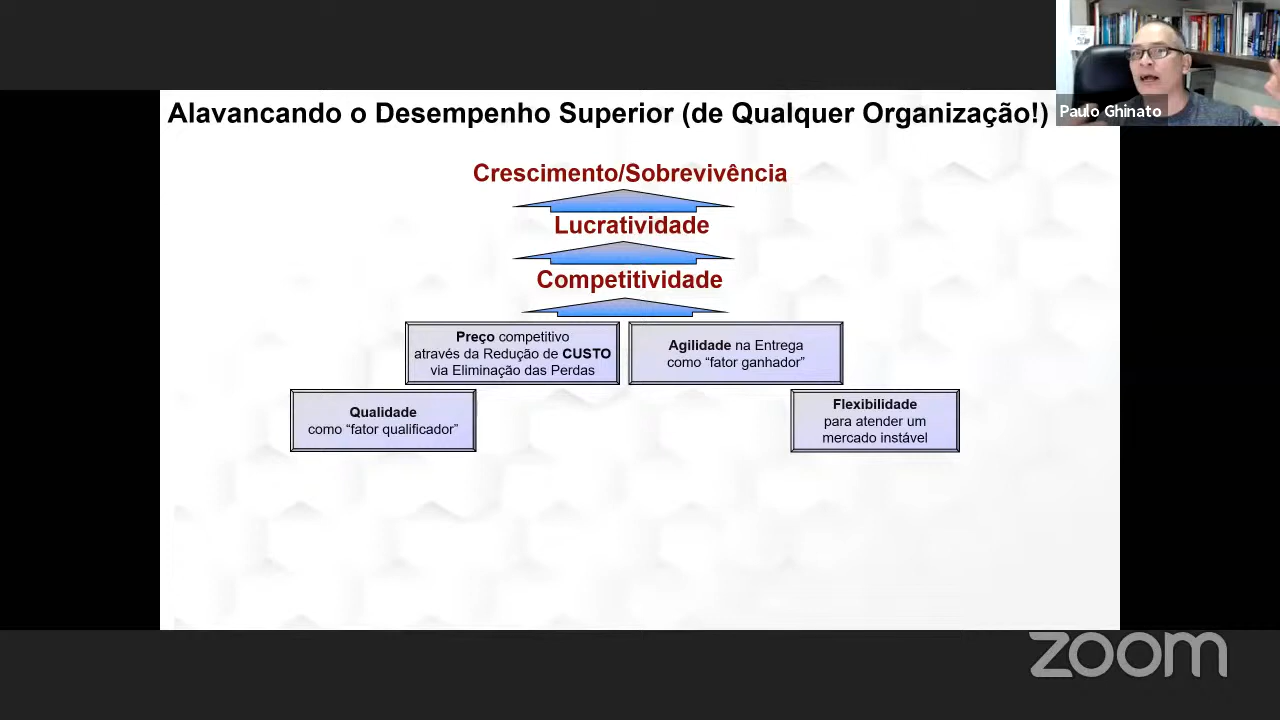 Alavancando o Desempenho Superior (de Qualquer Organização!)
Paulo Ghinato
Crescimento/Sobrevivência
Lucratividade
Competitividade
Preço competitivo
através da Redução de CUSTO
via Eliminação das Perdas
Agilidade na Entrega
como “fator ganhador”
Qualidade
como “fator qualificador”
Flexibilidade
para atender um
mercado instável
zoom